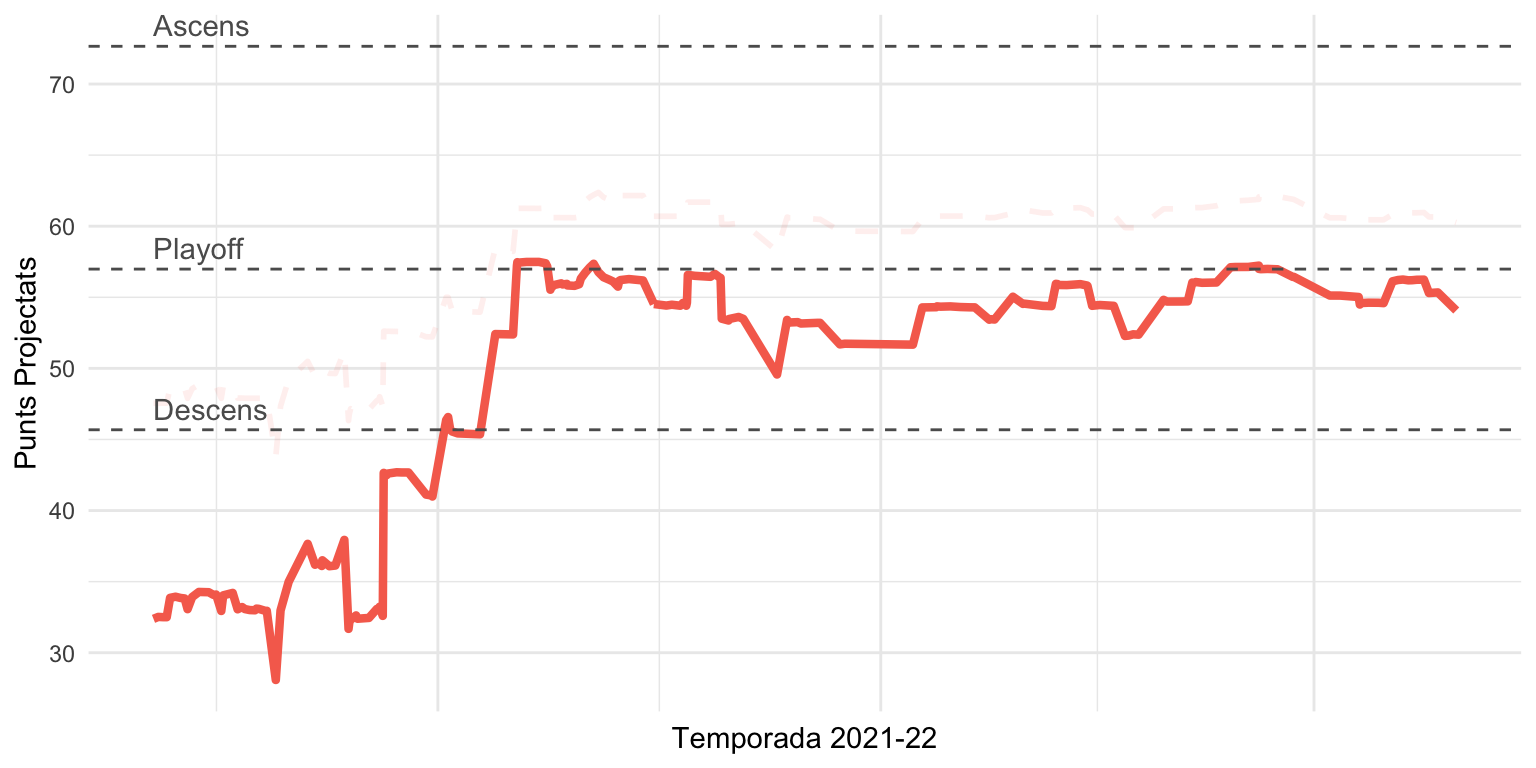 Ascens
70
60
Playoff
50
Descens
40
30
Punts Projectats
Temporada 2021-22